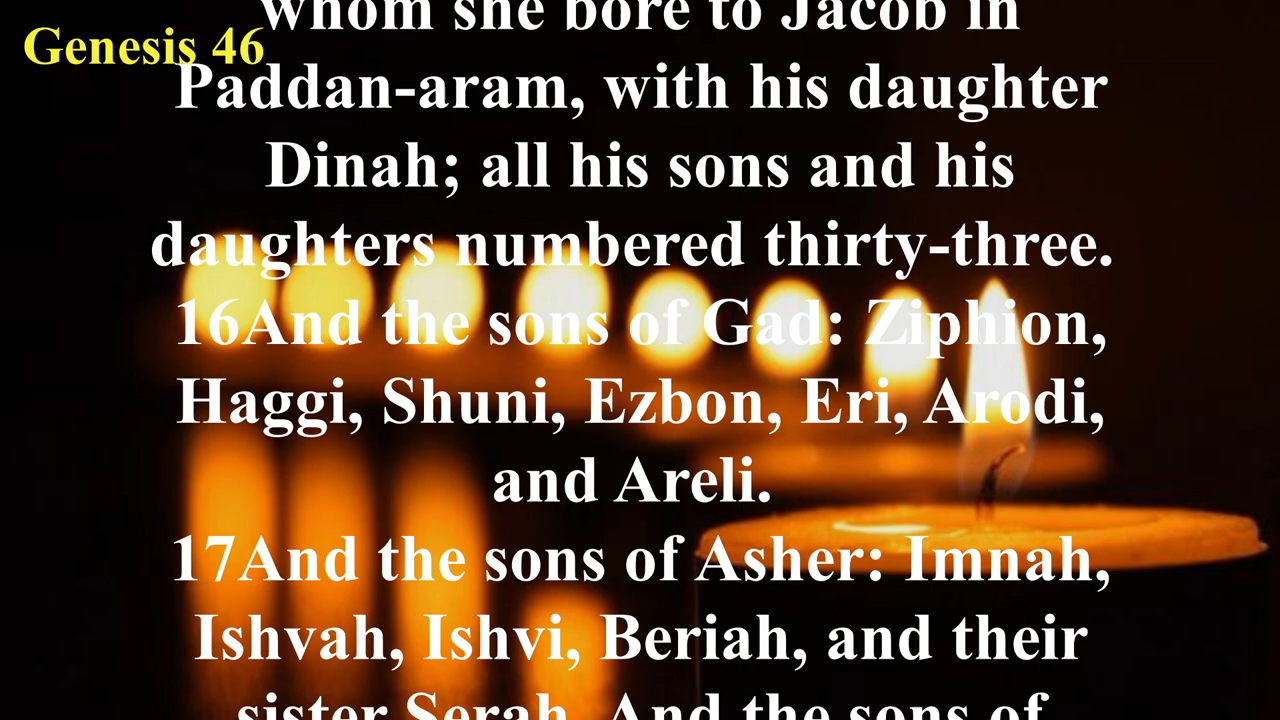 Genesis 46
whom she bore to Jacob in
Paddan-aram, with his daughter
Dinah; all his sons and his
daughters numbered thirty-three.
16And the sons of Gad: Ziphion,
Haggi, Shuni, Ezbon, Eri, Arodi,
and Areli.
17And the sons of Asher: Imnah,
Ishvah, Ishvi, Beriah, and their
sister Serah. And the sons of